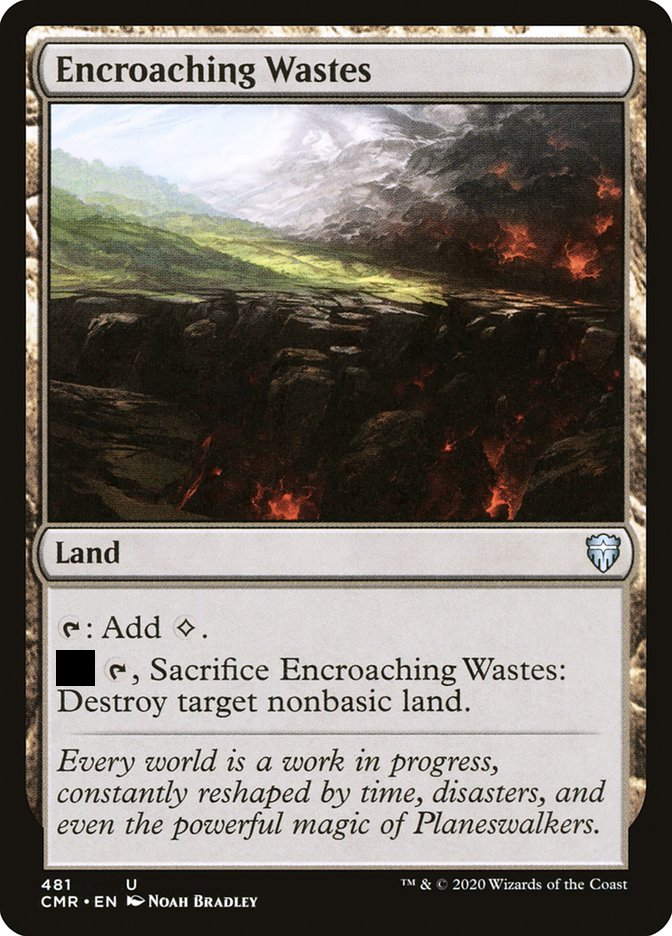 Encroaching Wastes
Land
: Add .
, Sacrifice Encroaching Wastes:
Destroy target nonbasic land.
Every world is a work in progress,
constantly reshaped by time, disasters, and
even the powerful magic of Planeswalkers.
481 U
CMR • EN Noah Bradley
™ & © 2020 Wizards of the Coast